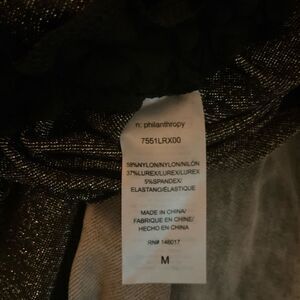 n: philanthropy
7551LRX00
58%NYLON/NYLON/NILÓN
37%LUREX/LUREX/LUREX
5%SPANDEX/
ELASTANO/ELASTIQUE
MADE IN CHINA/
FABRIQUE EN CHINE/
HECHO EN CHINA
RN# 146017
M